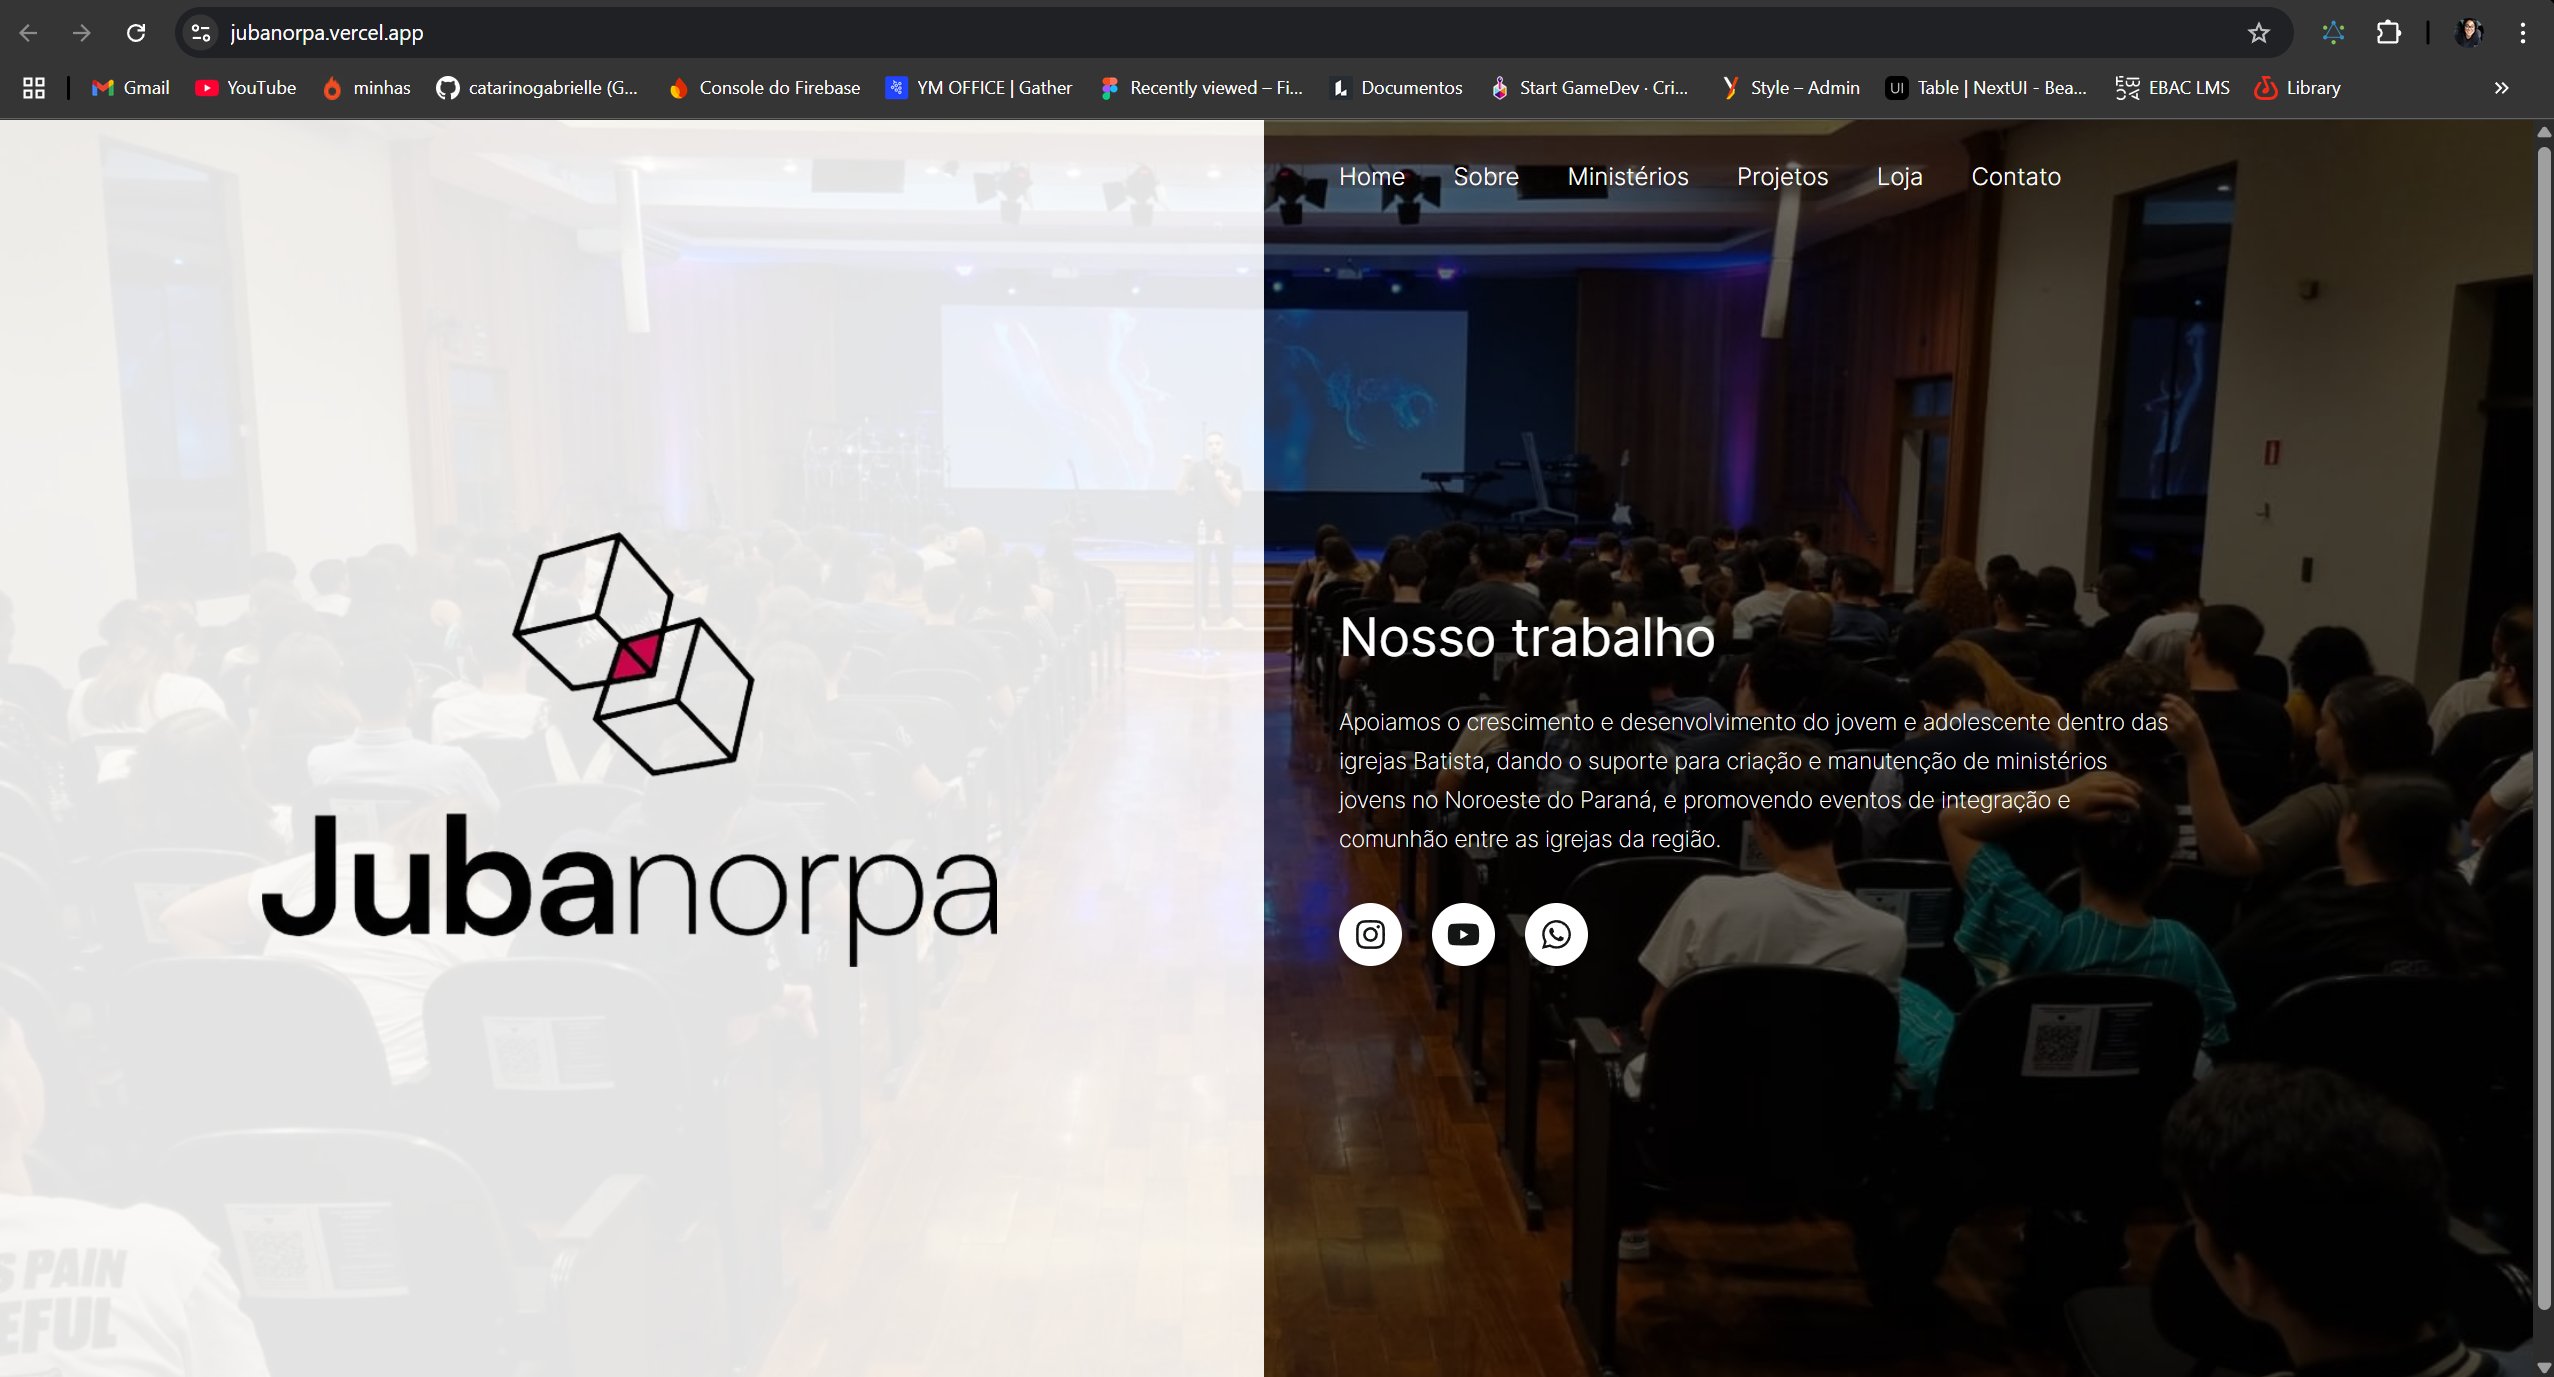 jubanorpa.vercel.app
Gmail
YouTube
minhas
catarinogabrielle (G...
Console do Firebase
YM OFFICE | Gather
Recently viewed – Fi...
Documentos
Start GameDev · Cri...
Style – Admin
UI
Table | NextUI - Bea...
EBAC LMS
Library
Home
Sobre
Ministérios
Projetos
Loja
Contato
Jubanorpa
Nosso trabalho
Apoiamos o crescimento e desenvolvimento do jovem e adolescente dentro das
igrejas Batista, dando o suporte para criação e manutenção de ministérios
jovens no Noroeste do Paraná, e promovendo eventos de integração e
comunhão entre as igrejas da região.
PAIN